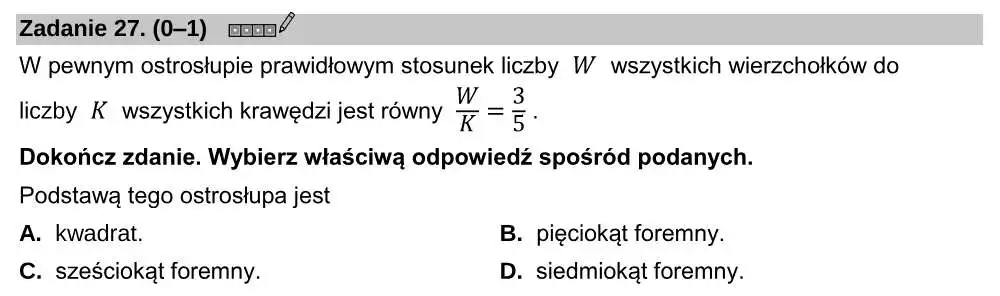 Zadanie 27. (0–1)
W pewnym ostrosłupie prawidłowym stosunek liczby W wszystkich wierzchołków do
liczby K wszystkich krawędzi jest równy W/K = 3/5 .
Dokończ zdanie. Wybierz właściwą odpowiedź spośród podanych.
Podstawą tego ostrosłupa jest
A. kwadrat. B. pięciokąt foremny.
C. sześciokąt foremny. D. siedmiokąt foremny.